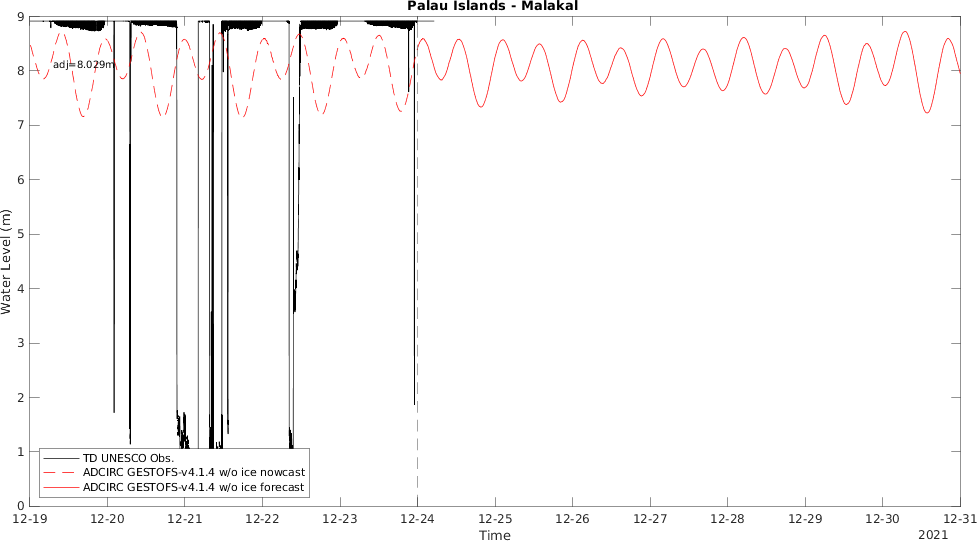 Palau Islands - Malakal
9
8
7
6
5
4
3
2
1
0
Water Level (m)
adj=8.029m
TD UNESCO Obs.
ADCIRC GESTOFS-v4.1.4 w/o ice nowcast
ADCIRC GESTOFS-v4.1.4 w/o ice forecast
12-19 12-20 12-21 12-22 12-23 12-24 12-25 12-26 12-27 12-28 12-29 12-30 12-31
Time
2021